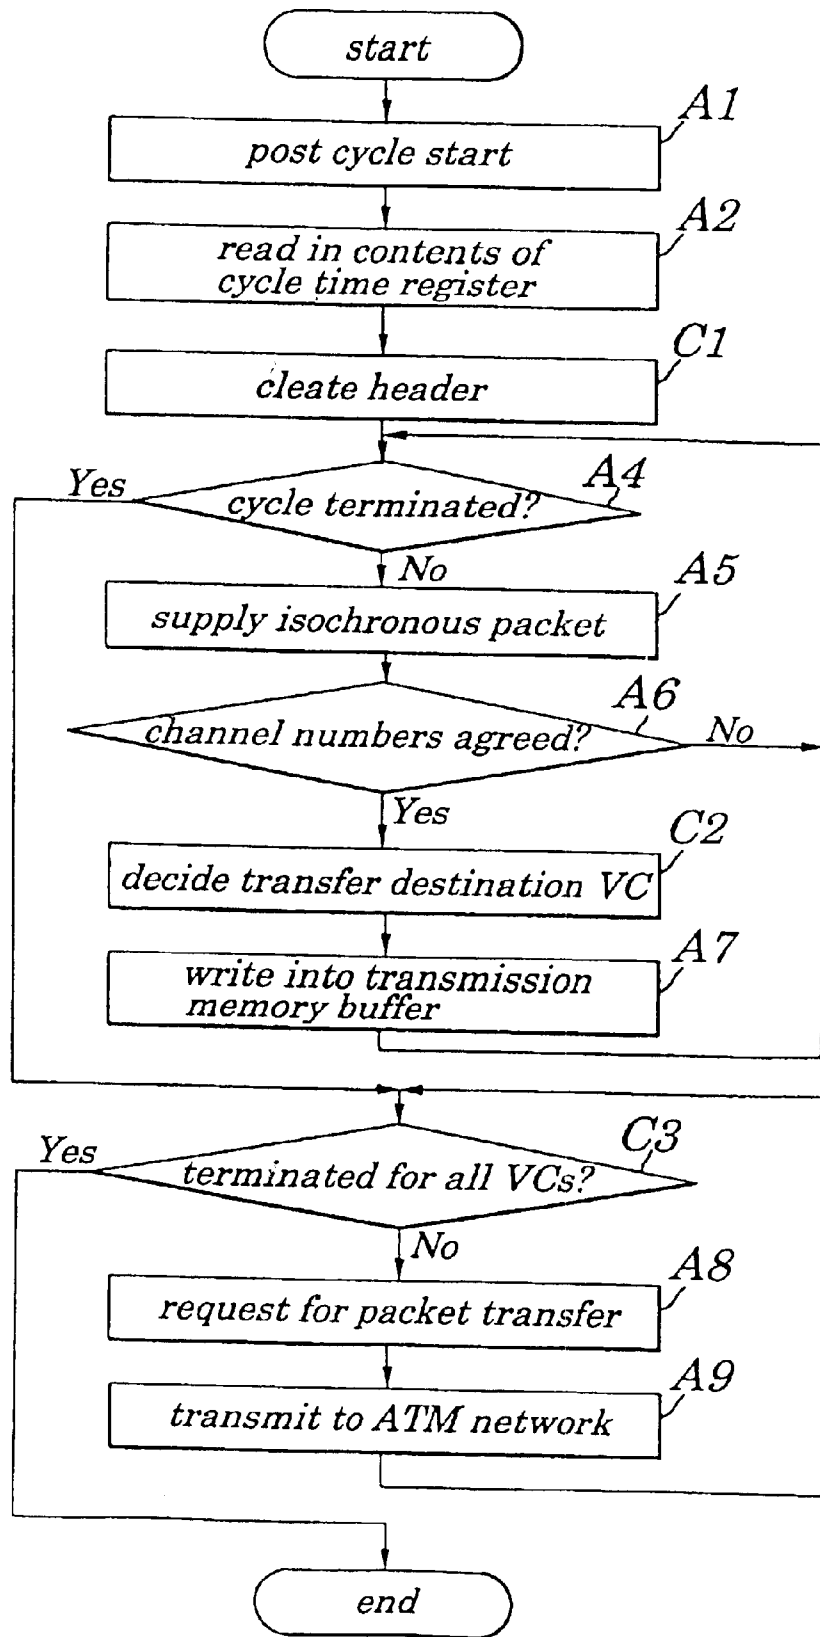 start
A1
post cycle start
A2
read in contents of
cycle time register
C1
cleate header
A4
Yes
cycle terminated?
No
A5
supply isochronous packet
A6
channel numbers agreed?
No
Yes
C2
decide transfer destination VC
A7
write into transmission
memory buffer
C3
Yes
terminated for all VCs?
No
A8
request for packet transfer
A9
transmit to ATM network
end